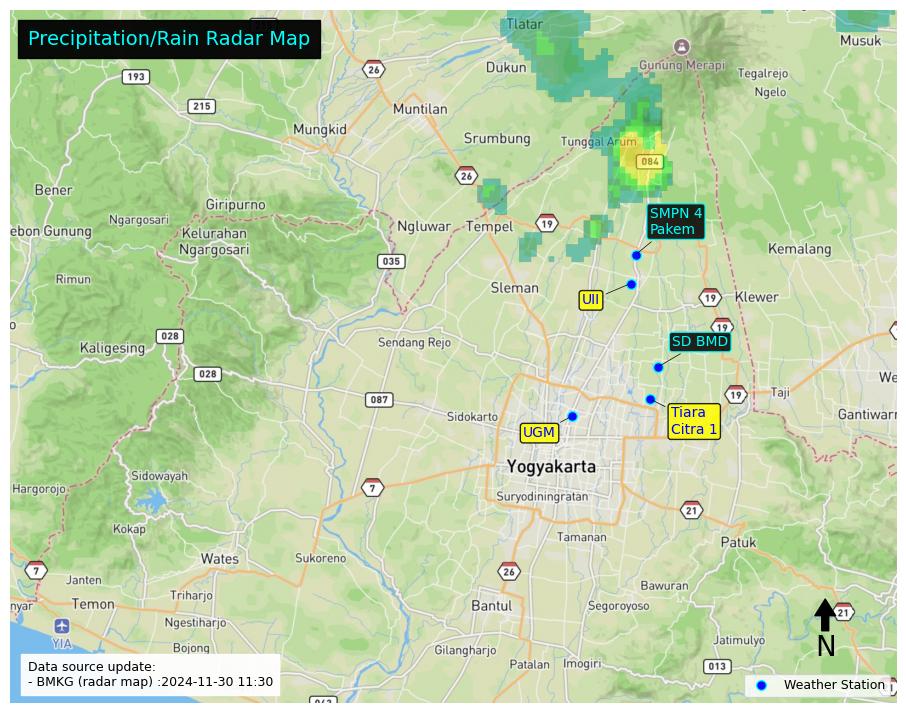 Precipitation/Rain Radar Map
Tlatar
Musuk
26
Gunung Merapi
Dukun
193
Tegalrejo
Ngelo
215
Muntilan
Mungkid
Srumbung
Tunggal Arum
084
26
Bener
Giripurno
SMPN 4
Pakem
Ngargosari
Ngluwar
Tempel
19
ebon Gunung
Kelurahan
Ngargosari
Kemalang
035
Rimun
Sleman
UII
19
Klewer
19
028
Sendang Rejo
SD BMD
Kaligesing
028
We
087
19
Taji
Sidokarto
Tiara
Citra 1
Gantiwarn
UGM
Yogyakarta
Sidowayah
Hargorojo
7
Suryodiningratan
21
Kokap
Tamanan
Patuk
Wates
Sukoreno
7
26
Janten
Bawuran
Triharjo
nyar
Temon
Bantul
Segoroyoso
21
Ngestiharjo
YIA
Jatimulyo
N
Bojong
Gilangharjo
Patalan
Imogiri
013
Data source update:
- BMKG (radar map) :2024-11-30 11:30
Weather Station